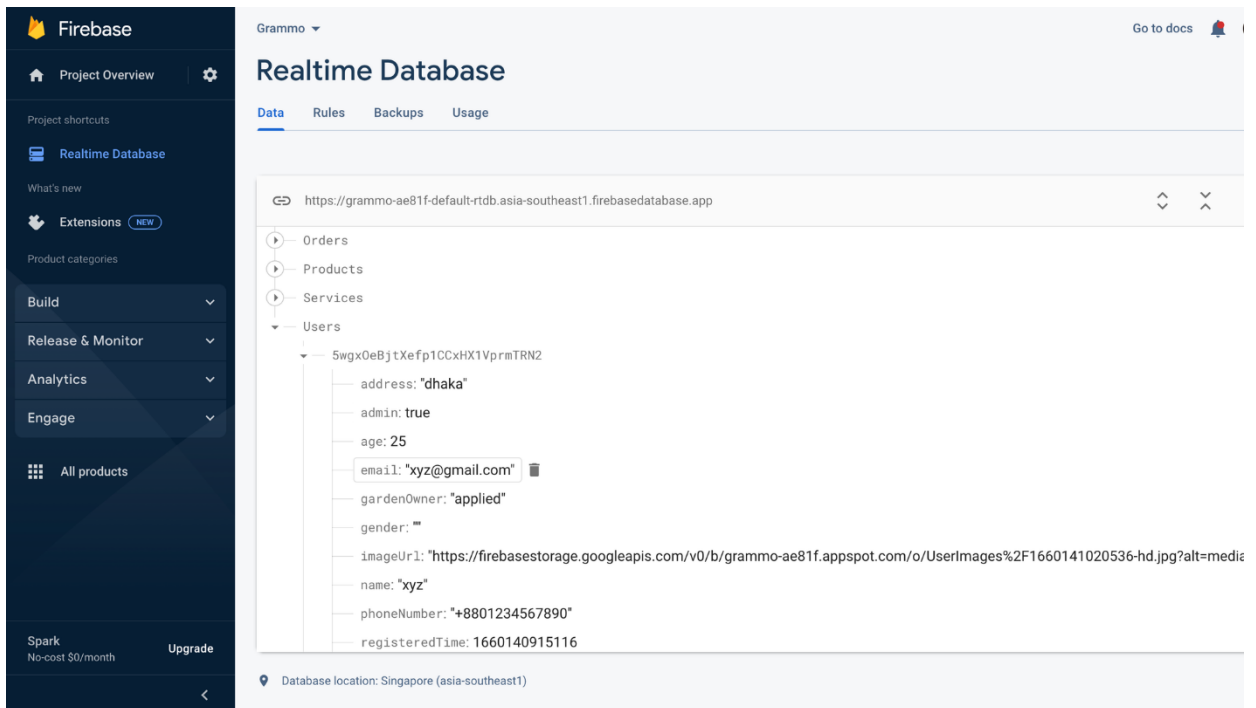 Firebase
Project Overview
Project shortcuts
Realtime Database
What's new
Extensions NEW
Product categories
Build
Release & Monitor
Analytics
Engage
All products
Spark
No-cost $0/month
Upgrade
Grammo
Go to docs
Realtime Database
Data Rules Backups Usage
https://grammo-ae81f-default-rtdb.asia-southeast1.firebasedatabase.app
Orders
Products
Services
Users
5wgxOeBjtXefp1CCxHX1VprmTRN2
address: "dhaka"
admin: true
age: 25
email: "xyz@gmail.com"
gardenOwner: "applied"
gender: ""
imageUrl: "https://firebasestorage.googleapis.com/v0/b/grammo-ae81f.appspot.com/o/UserImages%2F1660141020536-hd.jpg?alt=media
name: "xyz"
phoneNumber: "+8801234567890"
registeredTime: 1660140915116
Database location: Singapore (asia-southeast1)